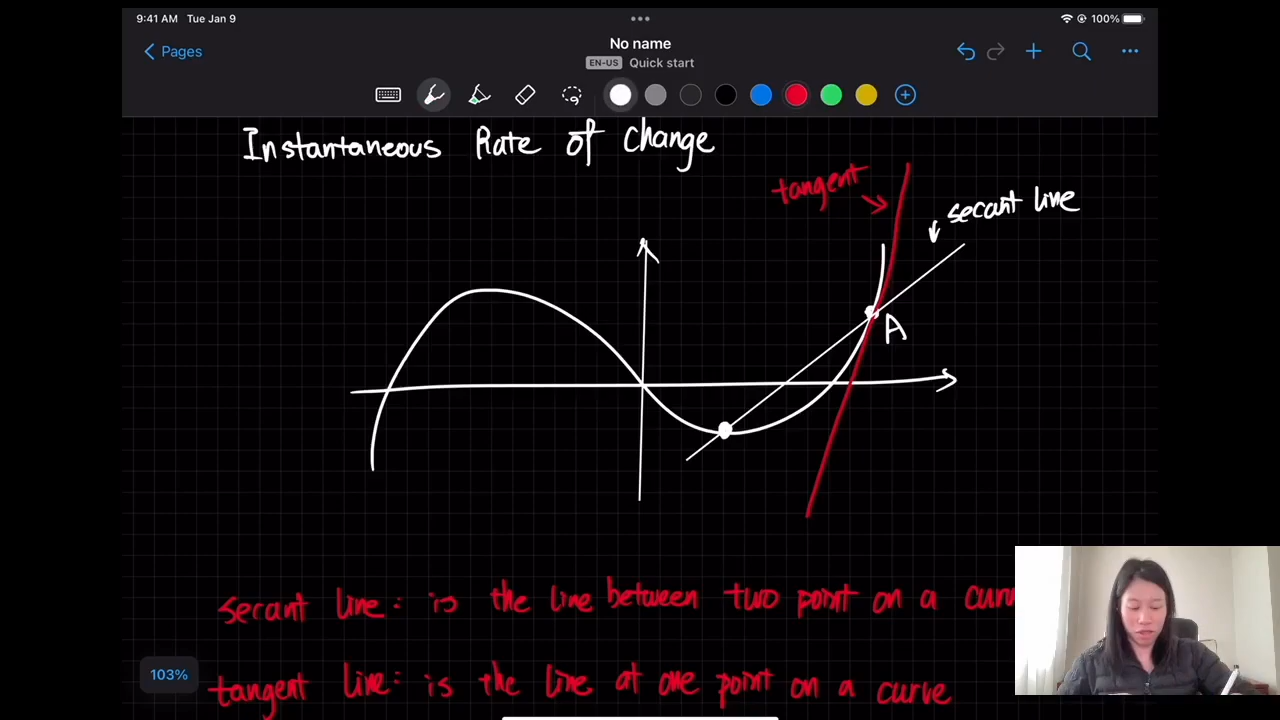 9:41 AM Tue Jan 9
100%
Pages
No name
EN-US Quick start
Instantaneous Rate of Change
tangent
secant line
A
secant line: is the line between two point on a
tangent line: is the line at one point on a curve
103%